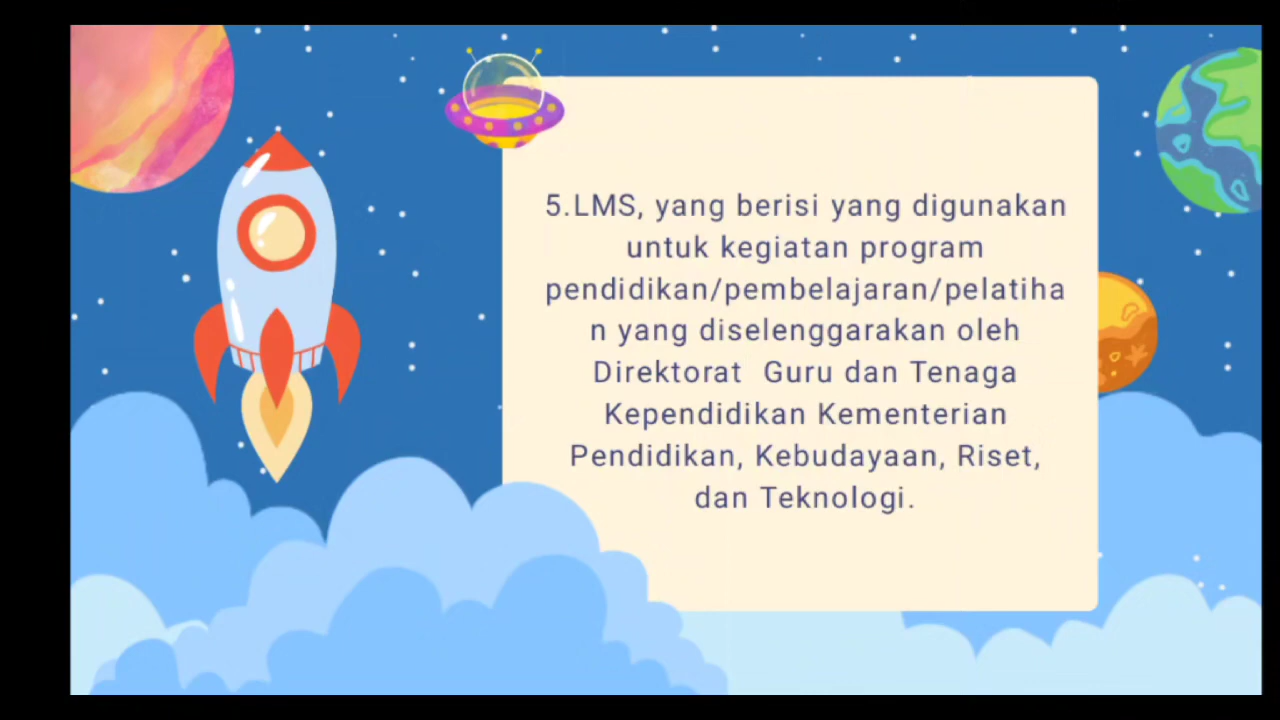 5.LMS, yang berisi yang digunakan
untuk kegiatan program
pendidikan/pembelajaran/pelatiha
n yang diselenggarakan oleh
Direktorat  Guru dan Tenaga
Kependidikan Kementerian
Pendidikan, Kebudayaan, Riset,
dan Teknologi.